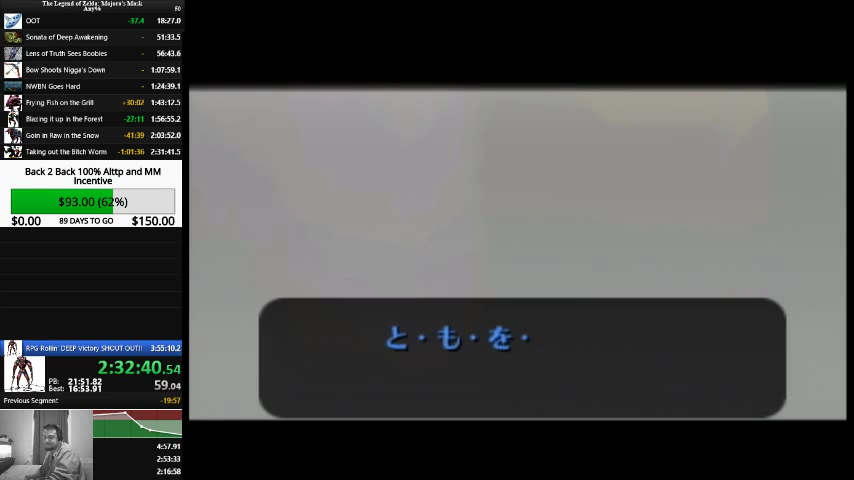 The Legend of Zelda: Majora's Mask
Any%
50
OOT -37.4 18:27.0
Sonata of Deep Awakening - 51:33.5
Lens of Truth Sees Boobies - 56:43.6
Bow Shoots Nigga's Down - 1:07:59.1
NWBN Goes Hard - 1:24:39.1
Frying Fish on the Grill +30:02 1:43:12.5
Blazing it up in the Forest -27:11 1:56:55.2
Goin in Raw in the Snow -41:39 2:03:52.0
Taking out the Bitch Worm -1:01:36 2:31:41.5
Back 2 Back 100% Alttp and MM
Incentive
$93.00 (62%)
$0.00 89 DAYS TO GO $150.00
と・も・を・
RPG Rollin' DEEP Victory SHOUT OUT!! 3:55:10.2
2:32:40.54
PB: 21:51.82
Best: 16:53.91
59.04
Previous Segment -19:57
4:57.91
2:53:33
2:16:58